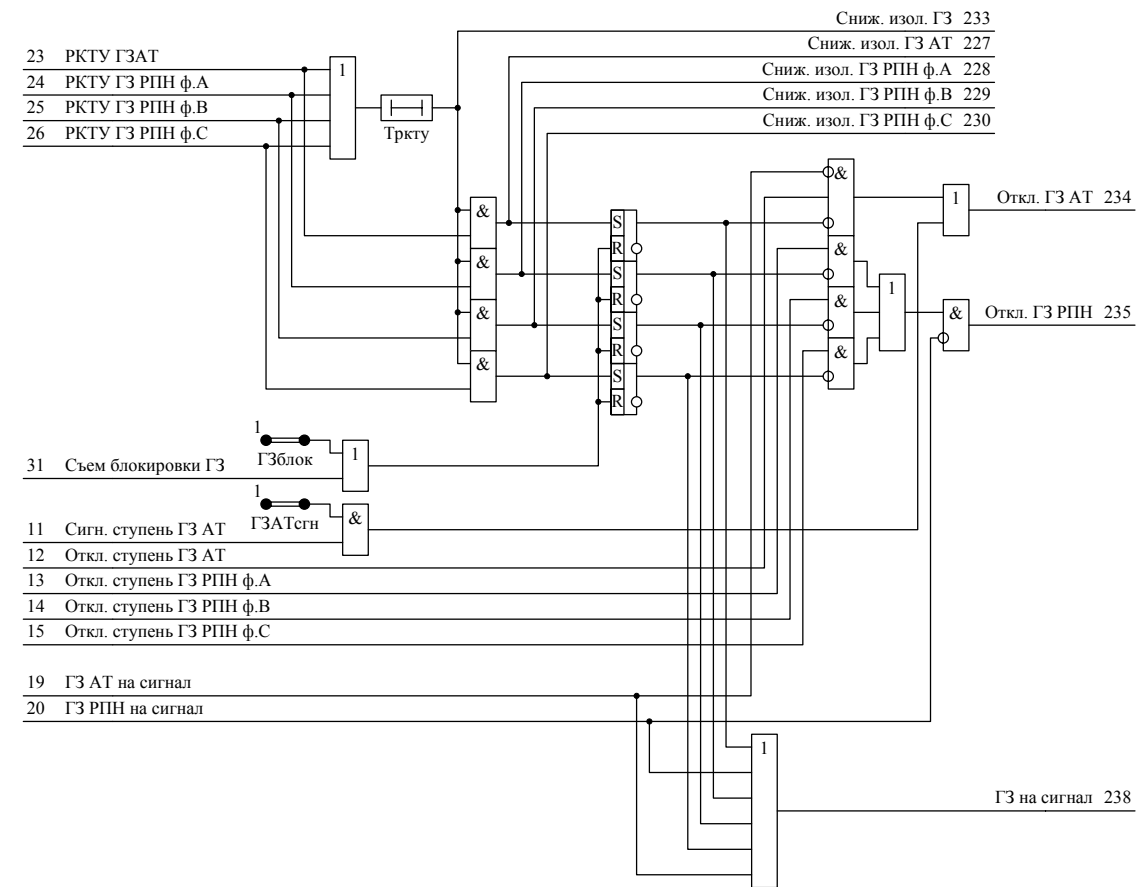 Сниж. изол. ГЗ 233
Сниж. изол. ГЗ АТ 227
Сниж. изол. ГЗ РПН ф.А 228
Сниж. изол. ГЗ РПН ф.В 229
Сниж. изол. ГЗ РПН ф.С 230
23 РКТУ ГЗАТ
24 РКТУ ГЗ РПН ф.А
25 РКТУ ГЗ РПН ф.В
26 РКТУ ГЗ РПН ф.С
1
Тркту
&
&
&
&
S
R
S
R
S
R
S
R
&
&
&
&
1
1
&
Откл. ГЗ АТ 234
Откл. ГЗ РПН 235
1
ГЗблок
1
31 Съем блокировки ГЗ
1
ГЗАТсгн
&
11 Сигн. ступень ГЗ АТ
12 Откл. ступень ГЗ АТ
13 Откл. ступень ГЗ РПН ф.А
14 Откл. ступень ГЗ РПН ф.В
15 Откл. ступень ГЗ РПН ф.С
19 ГЗ АТ на сигнал
20 ГЗ РПН на сигнал
1
ГЗ на сигнал 238